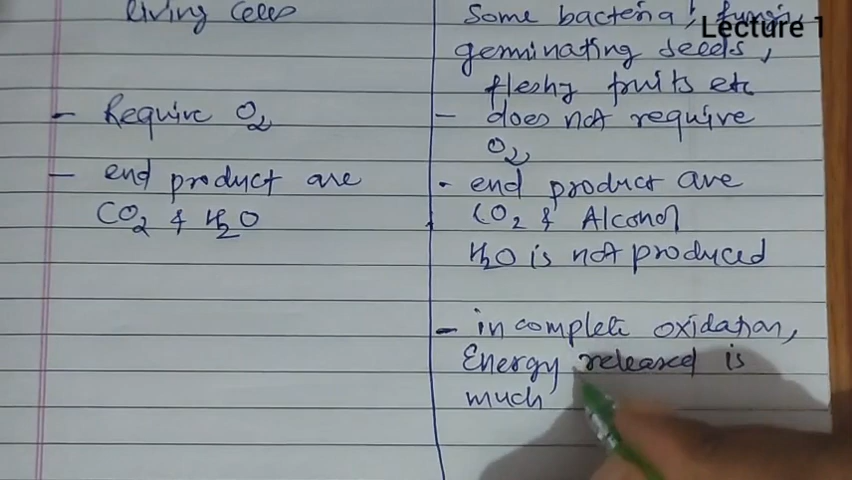 living Cells
Require O2
- end product are
CO2 & H2O
Some bacteria, fungi,
germinating seeds,
fleshy fruits etc
- does not require
O2
- end product are
CO2 & Alcohol
H2O is not produced
- incomplete oxidation,
Energy released is
much
Lecture 1